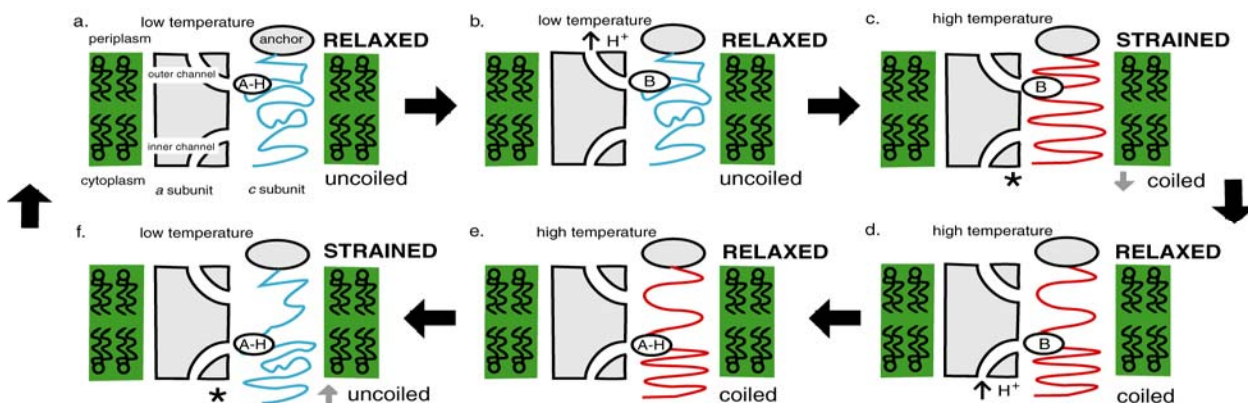 a.
low temperature
periplasm
anchor
RELAXED
outer channel
A-H
inner channel
cytoplasm
a subunit
c subunit
uncoiled
b.
low temperature
H+
RELAXED
B
uncoiled
c.
high temperature
STRAINED
B
*
coiled
f.
low temperature
STRAINED
A-H
*
uncoiled
e.
high temperature
RELAXED
A-H
coiled
d.
high temperature
RELAXED
B
H+
coiled